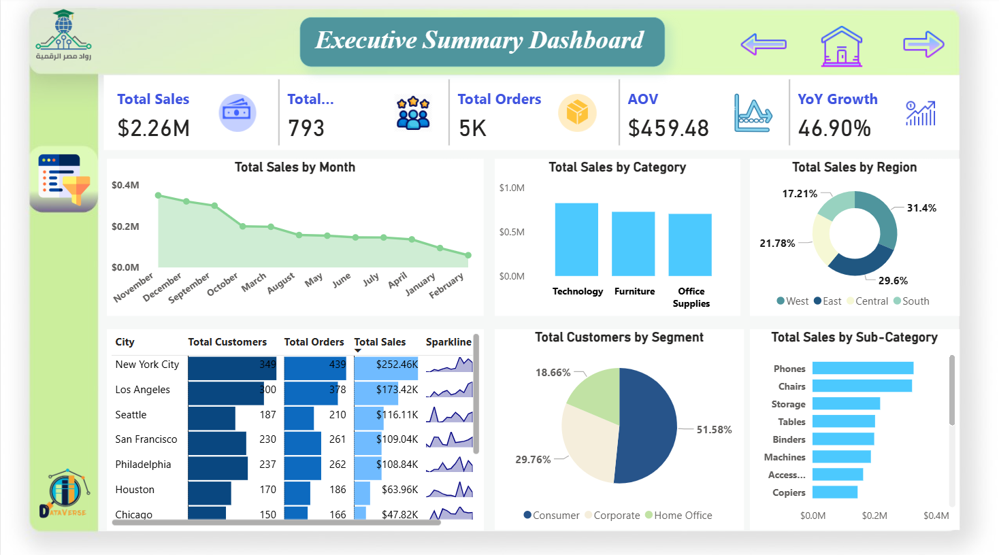 رواد مصر الرقمية
Executive Summary Dashboard
Total Sales
$2.26M
Total...
793
Total Orders
5K
AOV
$459.48
YoY Growth
46.90%
Total Sales by Month
$0.4M
$0.2M
$0.0M
November
December
September
October
March
August
May
June
July
April
January
February
Total Sales by Category
$1.0M
$0.5M
$0.0M
Technology
Furniture
Office
Supplies
Total Sales by Region
17.21%
31.4%
21.78%
29.6%
West East Central South
City Total Customers Total Orders Total Sales Sparkline
New York City 349 439 $252.46K
Los Angeles 300 378 $173.42K
Seattle 187 210 $116.11K
San Francisco 230 261 $109.04K
Philadelphia 237 262 $108.84K
Houston 170 186 $63.96K
Chicago 150 166 $47.82K
Total Customers by Segment
18.66%
51.58%
29.76%
Consumer Corporate Home Office
Total Sales by Sub-Category
Phones
Chairs
Storage
Tables
Binders
Machines
Access...
Copiers
$0.0M $0.2M $0.4M
DATAVERSE